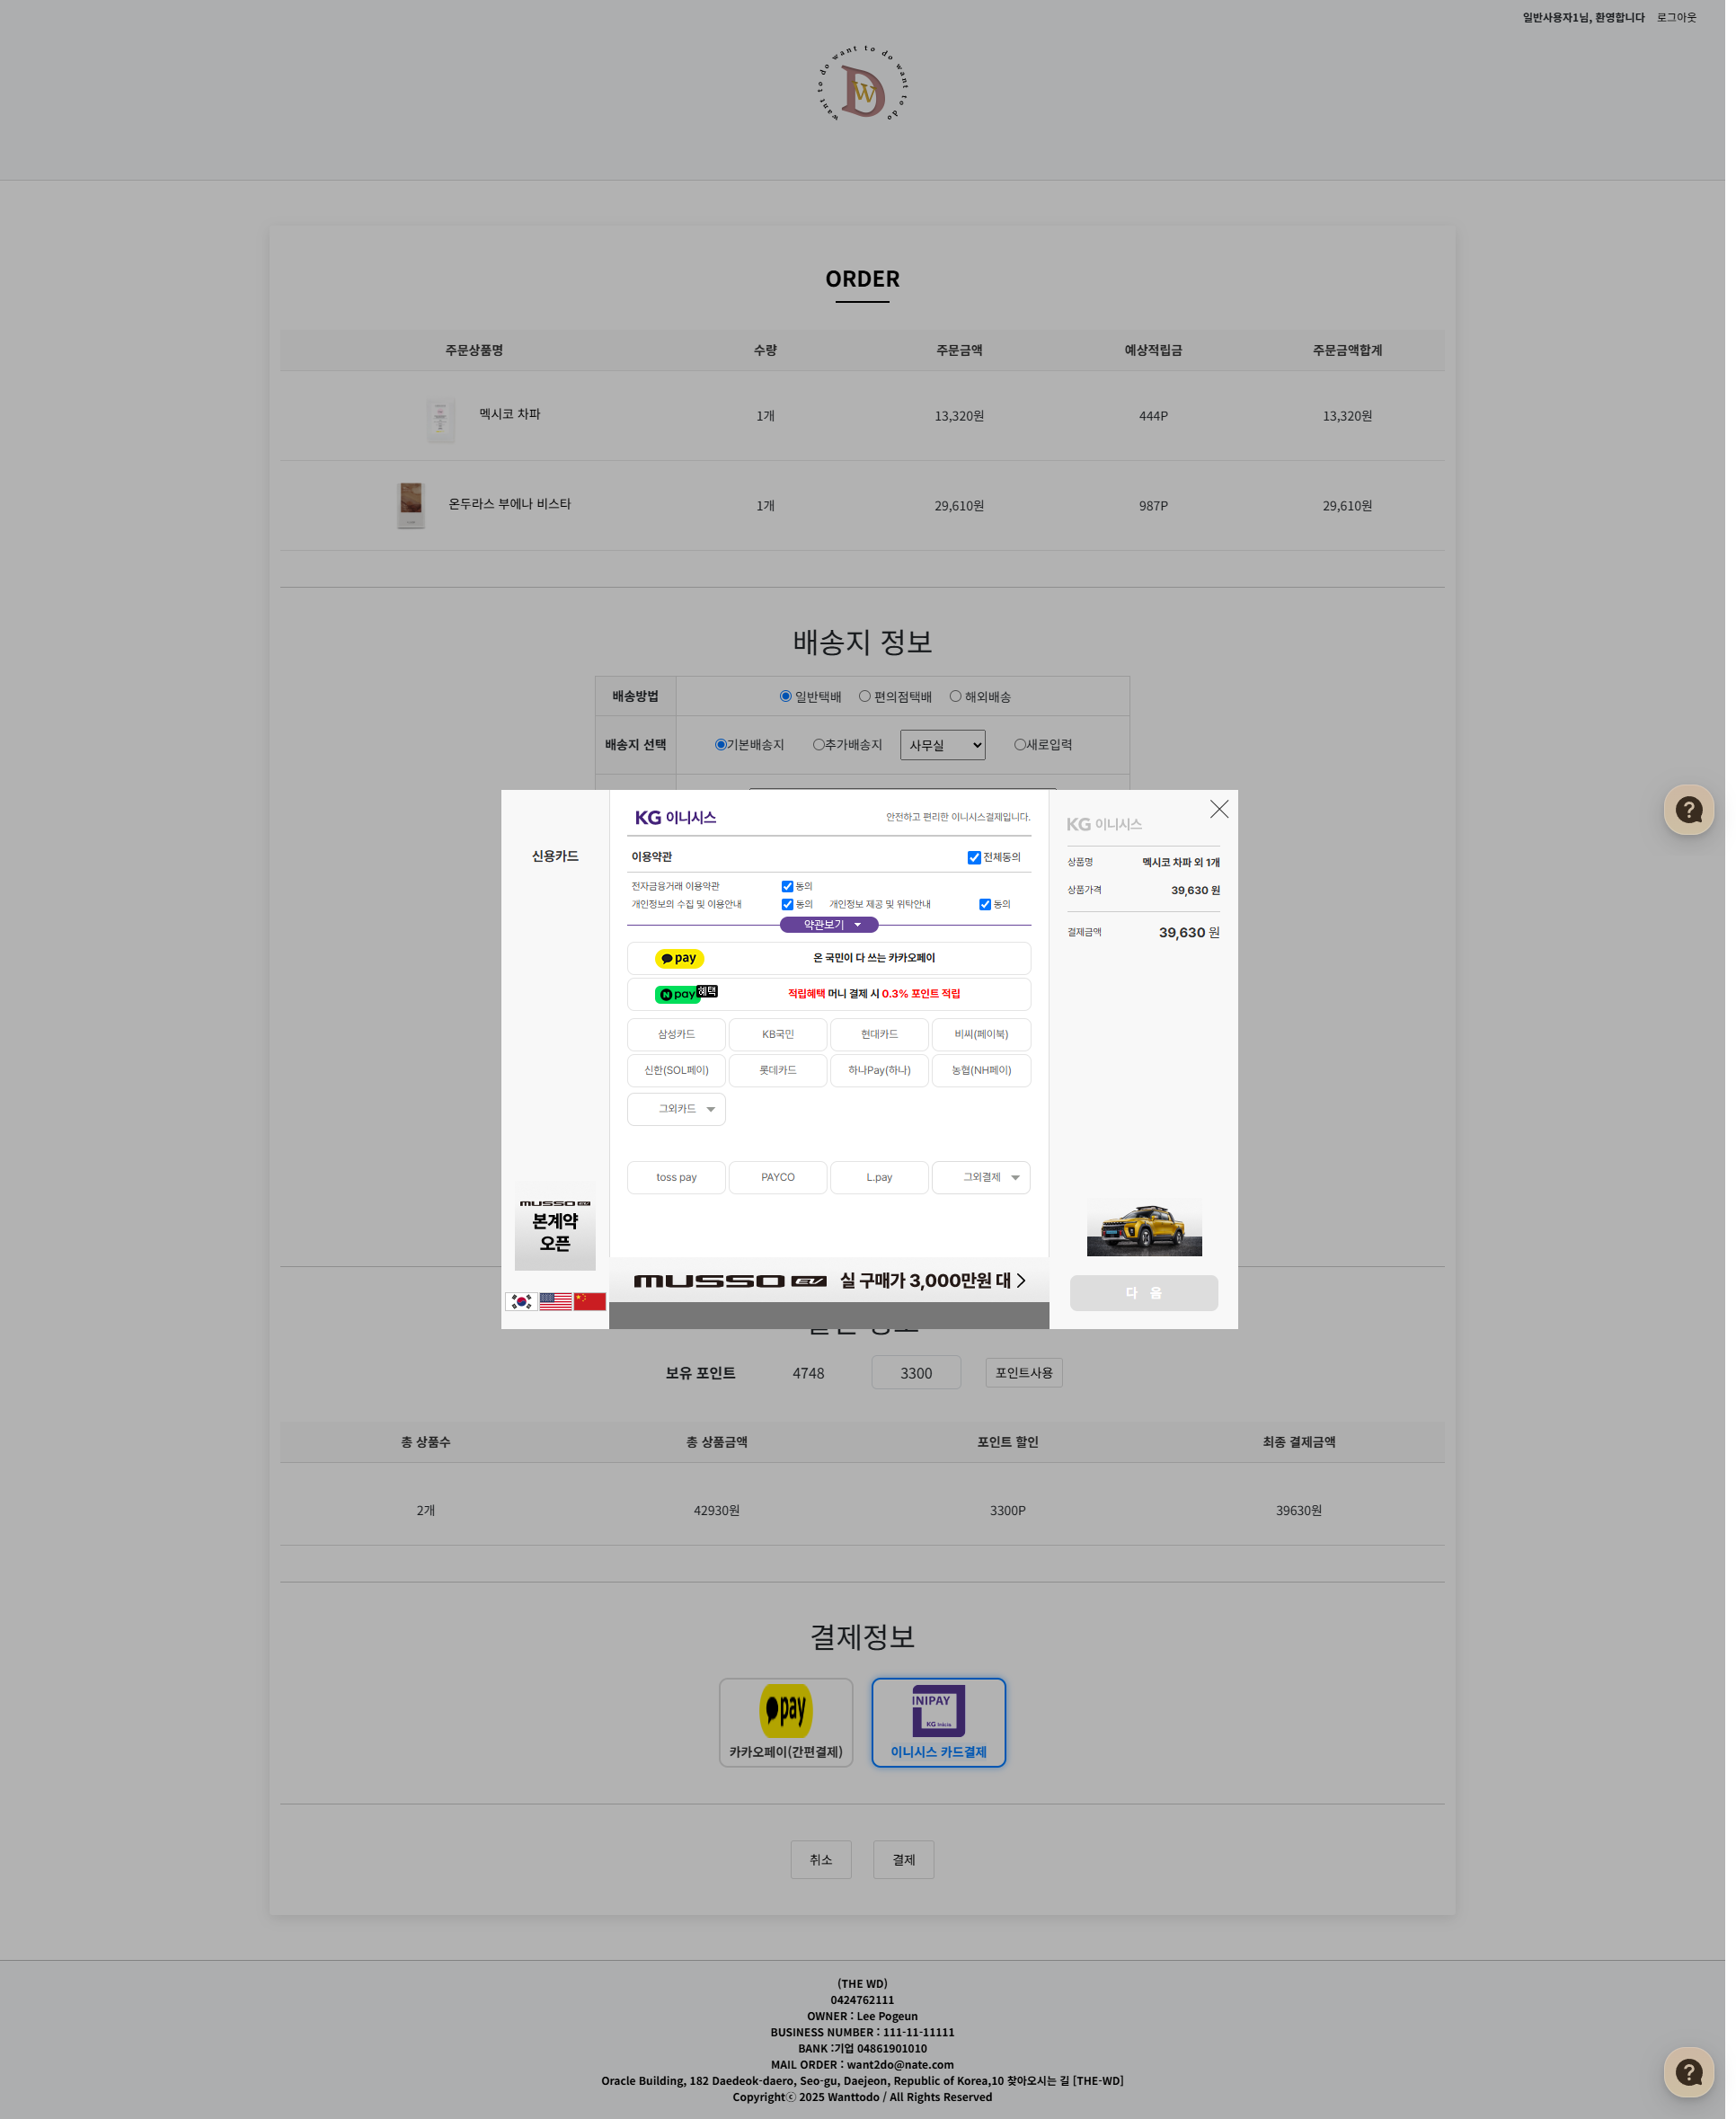 일반사용자1님, 환영합니다 로그아웃
want to do want to do want to do
DW
ORDER
주문상품명 수량 주문금액 예상적립금 주문금액합계
멕시코 차파 1개 13,320원 444P 13,320원
온두라스 부에나 비스타 1개 29,610원 987P 29,610원
배송지 정보
배송방법 일반택배 편의점택배 해외배송
배송지 선택 기본배송지 추가배송지 사무실 새로입력
신용카드
MUSSO EV
본계약
오픈
KG 이니시스 안전하고 편리한 이니시스결제입니다.
이용약관 전체동의
전자금융거래 이용약관 동의
개인정보의 수집 및 이용안내 동의 개인정보 제공 및 위탁안내 동의
약관보기
pay 온 국민이 다 쓰는 카카오페이
N pay 혜택 적립혜택 머니 결제 시 0.3% 포인트 적립
삼성카드 KB국민 현대카드 비씨(페이북)
신한(SOL페이) 롯데카드 하나Pay(하나) 농협(NH페이)
그외카드
toss pay PAYCO L.pay 그외결제
MUSSO EV 실 구매가 3,000만원 대
KG 이니시스
상품명 멕시코 차파 외 1개
상품가격 39,630 원
결제금액 39,630 원
다 음
보유 포인트 4748 3300 포인트사용
총 상품수 총 상품금액 포인트 할인 최종 결제금액
2개 42930원 3300P 39630원
결제정보
pay INIPAY
KG Inicis
카카오페이(간편결제) 이니시스 카드결제
취소 결제
(THE WD)
0424762111
OWNER : Lee Pogeun
BUSINESS NUMBER : 111-11-11111
BANK :기업 04861901010
MAIL ORDER : want2do@nate.com
Oracle Building, 182 Daedeok-daero, Seo-gu, Daejeon, Republic of Korea,10 찾아오시는 길 [THE-WD]
Copyrightⓒ 2025 Wanttodo / All Rights Reserved